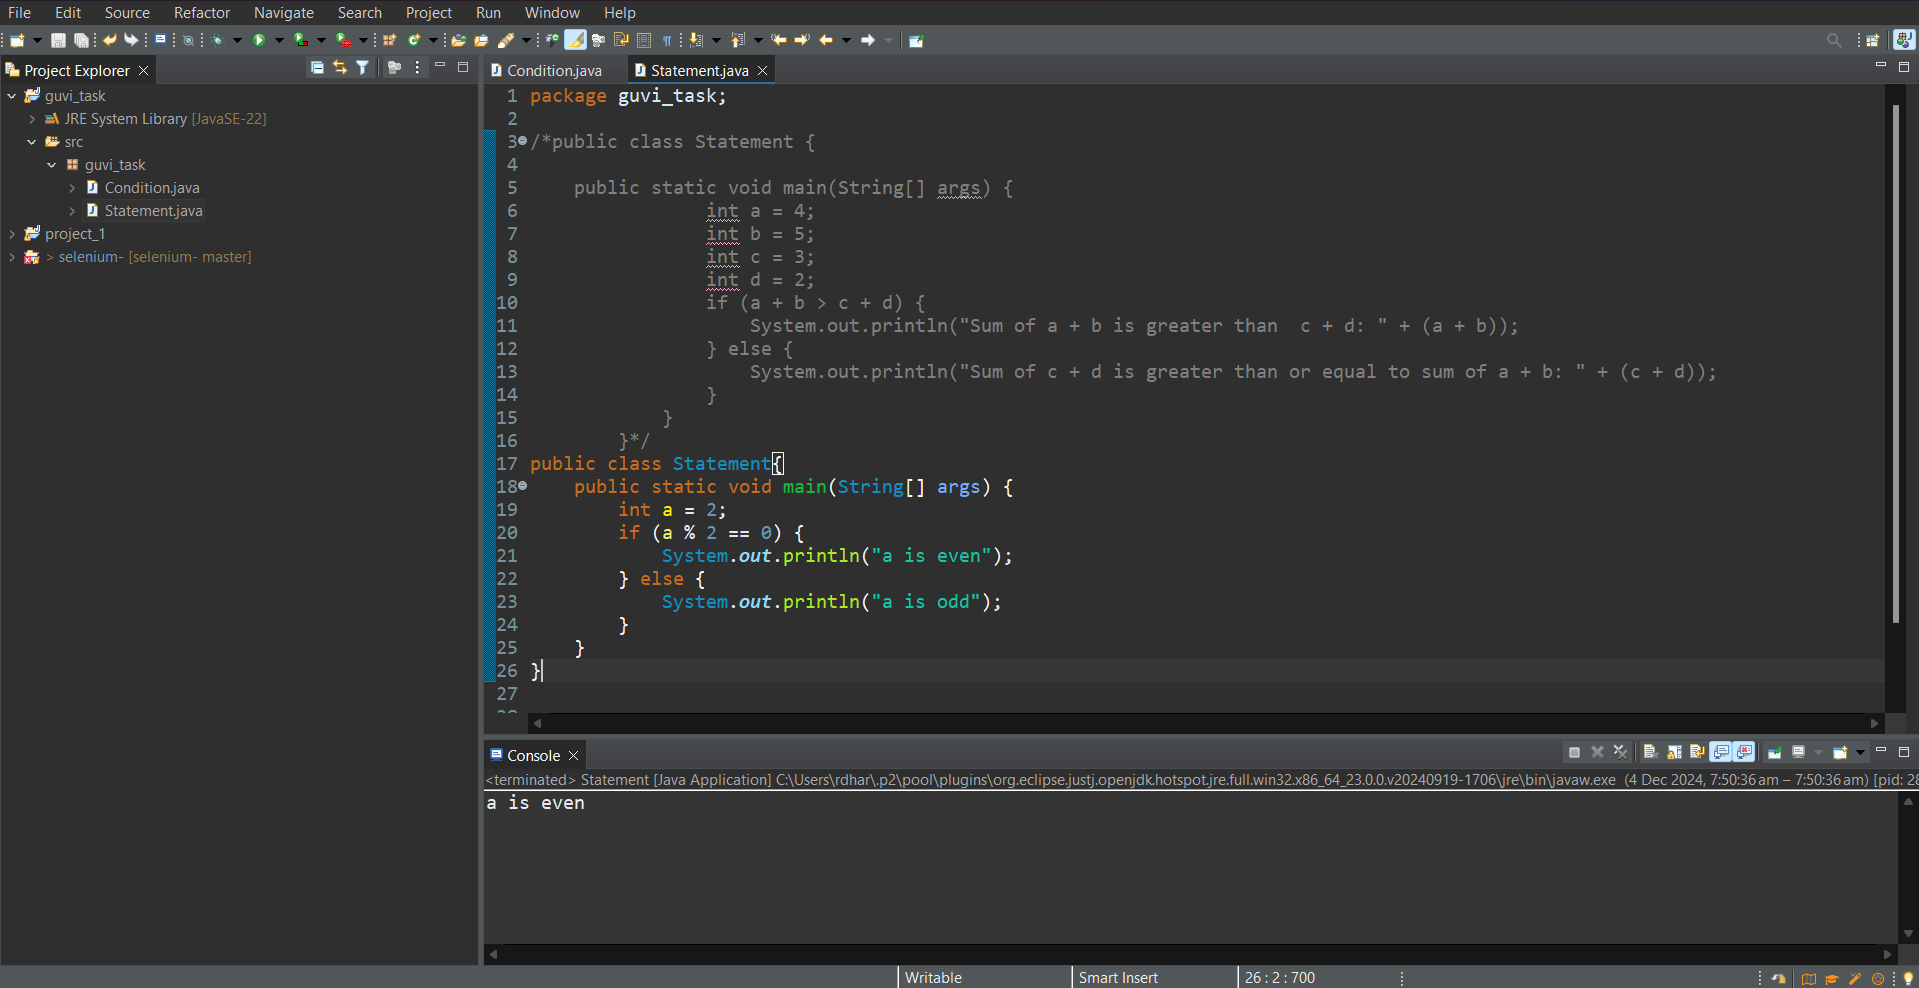 File Edit Source Refactor Navigate Search Project Run Window Help
Project Explorer
guvi_task
JRE System Library [JavaSE-22]
src
guvi_task
Condition.java
Statement.java
project_1
> selenium- [selenium- master]
Condition.java Statement.java
1 package guvi_task;
2
3 /*public class Statement {
4
5     public static void main(String[] args) {
6                 int a = 4;
7                 int b = 5;
8                 int c = 3;
9                 int d = 2;
10                 if (a + b > c + d) {
11                     System.out.println("Sum of a + b is greater than  c + d: " + (a + b));
12                 } else {
13                     System.out.println("Sum of c + d is greater than or equal to sum of a + b: " + (c + d));
14                 }
15             }
16         }*/
17 public class Statement{
18     public static void main(String[] args) {
19         int a = 2;
20         if (a % 2 == 0) {
21             System.out.println("a is even");
22         } else {
23             System.out.println("a is odd");
24         }
25     }
26 }
27
Console
<terminated> Statement [Java Application] C:\Users\rdhar\.p2\pool\plugins\org.eclipse.justj.openjdk.hotspot.jre.full.win32.x86_64_23.0.0.v20240919-1706\jre\bin\javaw.exe (4 Dec 2024, 7:50:36 am – 7:50:36 am) [pid: 28
a is even
Writable Smart Insert 26 : 2 : 700